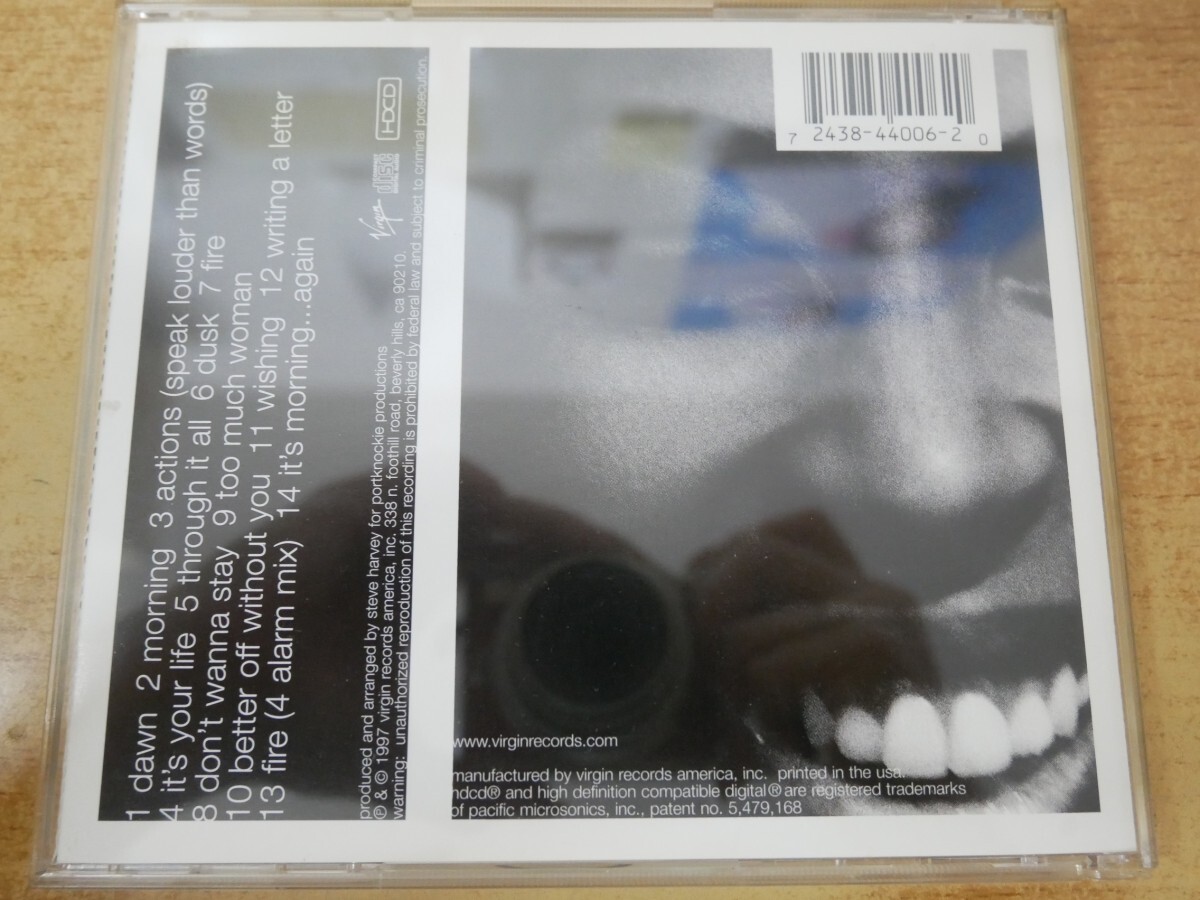 1 dawn 2 morning 3 actions (speak louder than words)
4 it's your life 5 through it all 6 dusk 7 fire
8 don't wanna stay 9 too much woman
10 better off without you 11 wishing 12 writing a letter
13 fire (4 alarm mix) 14 it's morning...again
produced and arranged by steve harvey for portknockie productions
℗ & © 1997 virgin records america, inc. 338 n. foothill road, beverly hills, ca 90210.
warning: unauthorized reproduction of this recording is prohibited by federal law and subject to criminal prosecution.
Virgin
disc
HDCD
7 2438-44006-2 0
www.virginrecords.com
manufactured by virgin records america, inc. printed in the usa.
hdcd® and high definition compatible digital® are registered trademarks
of pacific microsonics, inc., patent no. 5,479,168